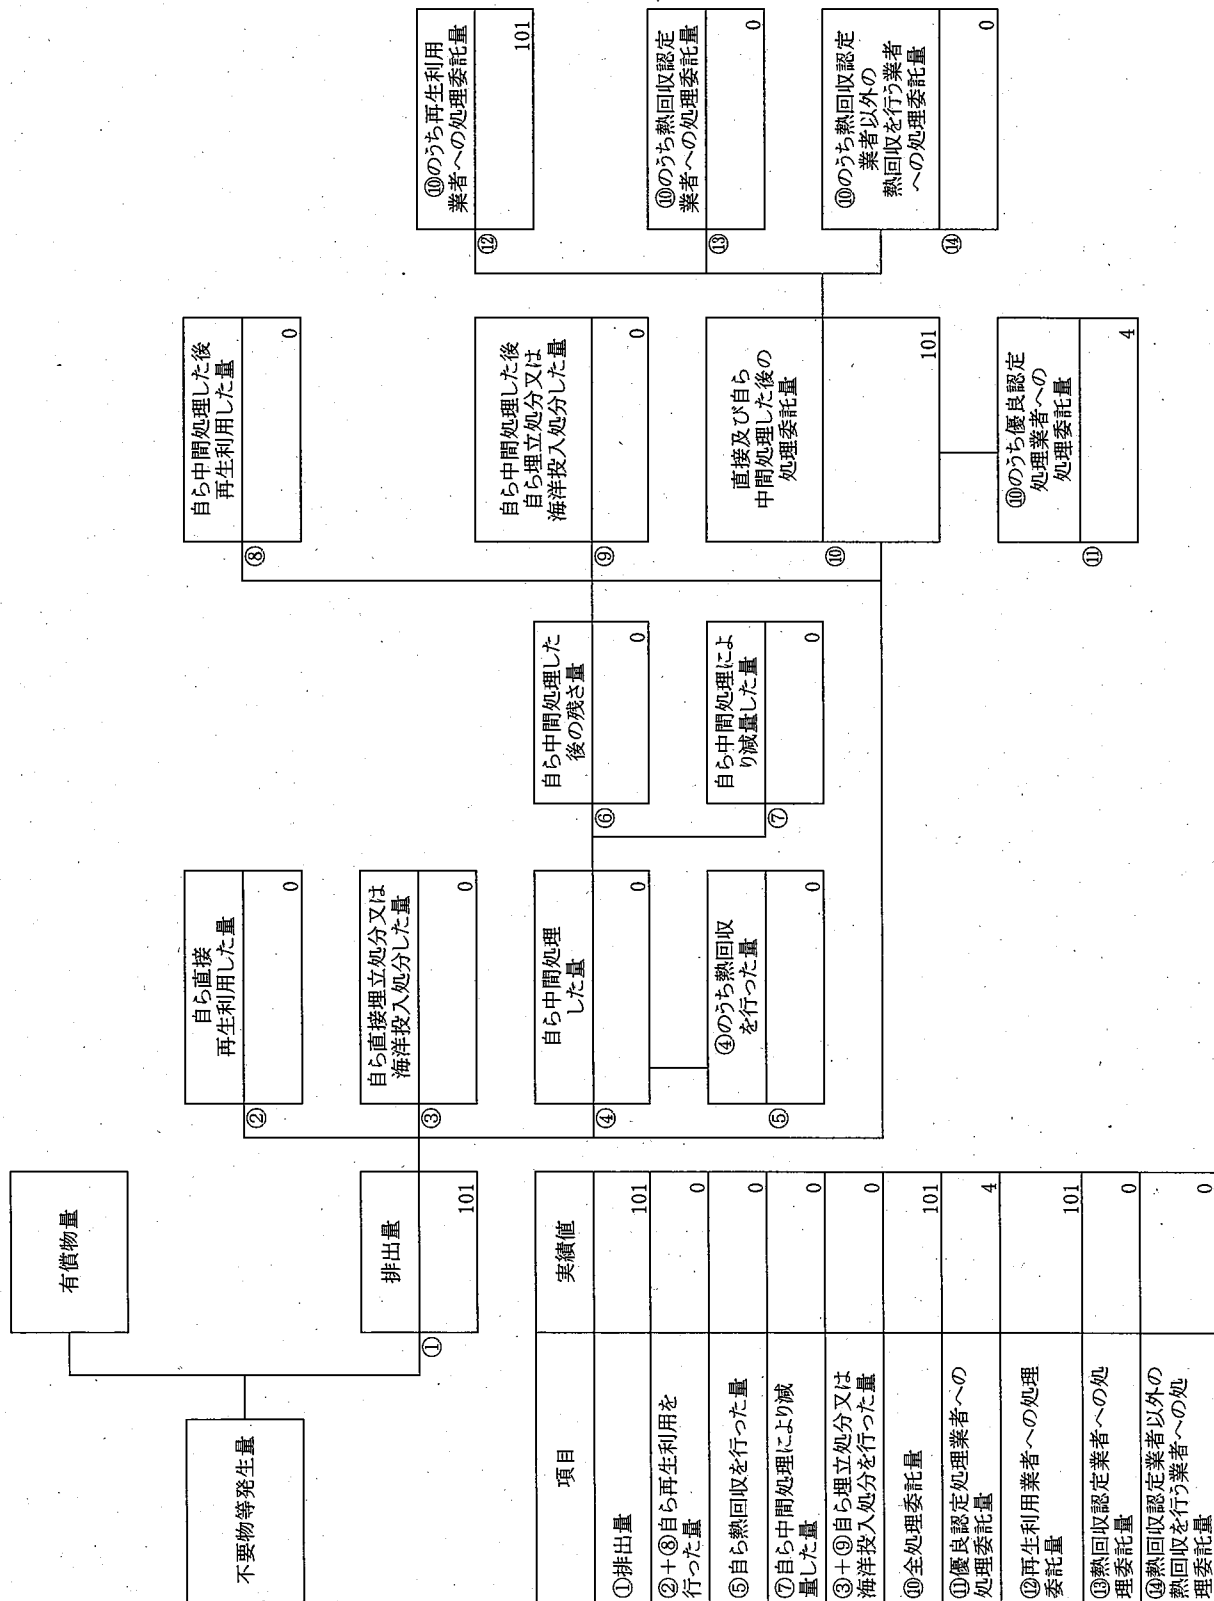 不要物等発生量
有償物量
①
排出量
101
②
自ら直接
再生利用した量
0
③
自ら直接埋立処分又は
海洋投入処分した量
0
④
自ら中間処理
した量
0
⑤
④のうち熱回収
を行った量
0
⑥
自ら中間処理した
後の残さ量
0
⑦
自ら中間処理によ
り減量した量
0
⑧
自ら中間処理した後
再生利用した量
0
⑨
自ら中間処理した後
自ら埋立処分又は
海洋投入処分した量
0
⑩
直接及び自ら
中間処理した後の
処理委託量
101
⑪
⑩のうち優良認定
処理業者への
処理委託量
4
⑫
⑩のうち再生利用
業者への処理委託量
101
⑬
⑩のうち熱回収認定
業者への処理委託量
0
⑭
⑩のうち熱回収認定
業者以外の
熱回収を行う業者
への処理委託量
0
項目 実績値
①排出量 101
②+⑧自ら再生利用を
行った量 0
⑤自ら熱回収を行った量 0
⑦自ら中間処理により減
量した量 0
③+⑨自ら埋立処分又は
海洋投入処分を行った量 0
⑩全処理委託量 101
⑪優良認定処理業者への
処理委託量 4
⑫再生利用業者への処理
委託量 101
⑬熱回収認定業者への処
理委託量 0
⑭熱回収認定業者以外の
熱回収を行う業者への処
理委託量 0